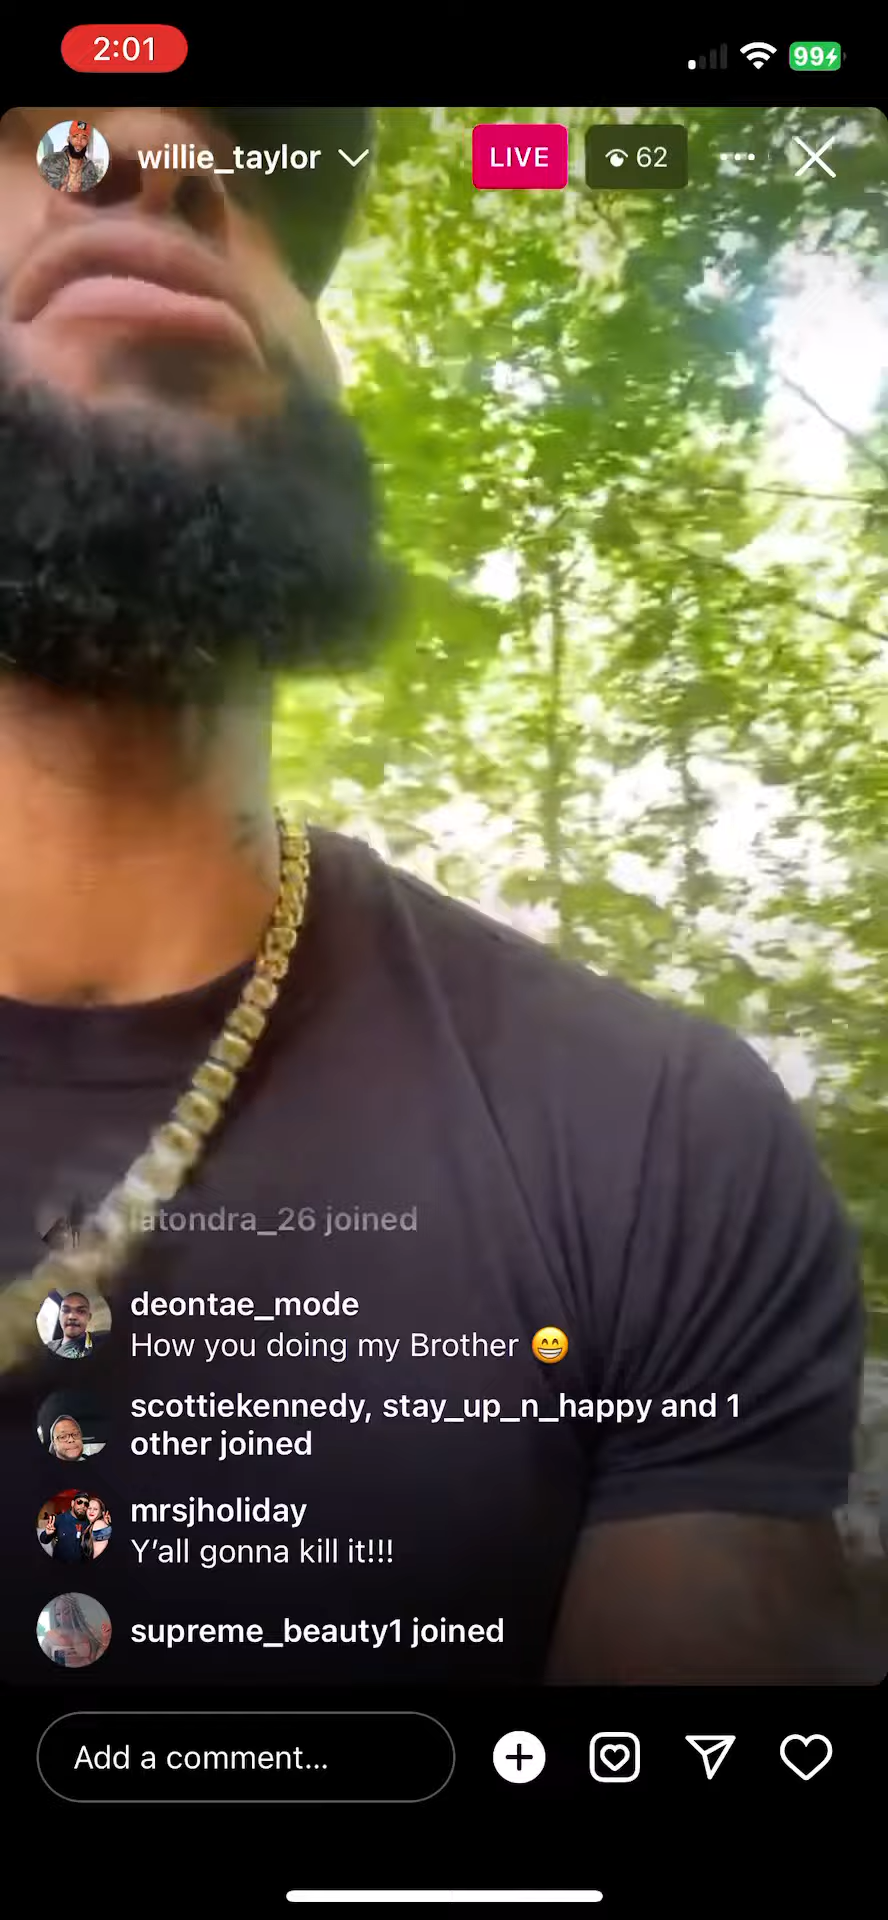 2:01
99
willie_taylor
LIVE
62
latondra_26 joined
deontae_mode
How you doing my Brother 😁
scottiekennedy, stay_up_n_happy and 1
other joined
mrsjholiday
Y’all gonna kill it!!!
supreme_beauty1 joined
Add a comment...